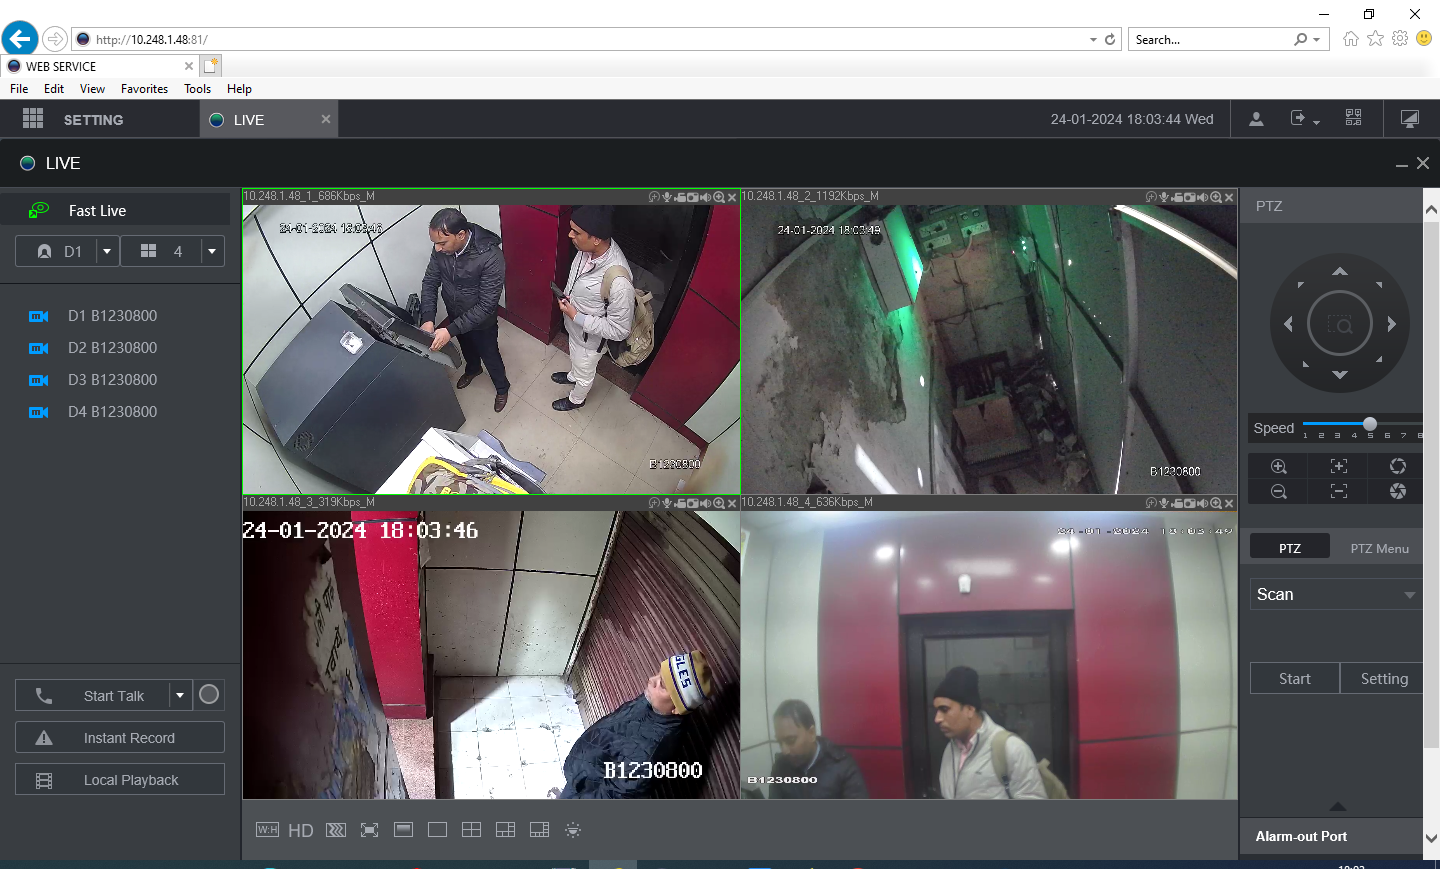 http://10.248.1.48:81/
Search...
WEB SERVICE
File Edit View Favorites Tools Help
SETTING
LIVE
24-01-2024 18:03:44 Wed
LIVE
Fast Live
D1
4
D1 B1230800
D2 B1230800
D3 B1230800
D4 B1230800
Start Talk
Instant Record
Local Playback
10.248.1.48_1_686Kbps_M
24-01-2024 18:03:46
B1230800
10.248.1.48_2_1192Kbps_M
24-01-2024 18:03:49
B1230800
10.248.1.48_3_319Kbps_M
24-01-2024 18:03:46
GLES
B1230800
10.248.1.48_4_636Kbps_M
24-01-2024 18:03:49
B1230800
W:H
HD
PTZ
Speed
1 2 3 4 5 6 7 8
PTZ
PTZ Menu
Scan
Start
Setting
Alarm-out Port